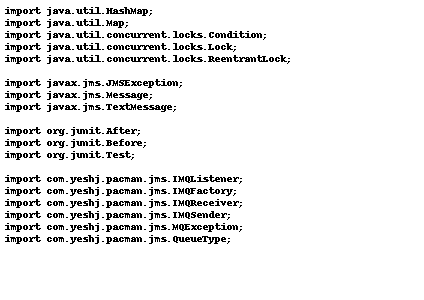 import java.util.HashMap;
import java.util.Map;
import java.util.concurrent.locks.Condition;
import java.util.concurrent.locks.Lock;
import java.util.concurrent.locks.ReentrantLock;
import javax.jms.JMSException;
import javax.jms.Message;
import javax.jms.TextMessage;
import org.junit.After;
import org.junit.Before;
import org.junit.Test;
import com.yeshj.pacman.jms.IMQListener;
import com.yeshj.pacman.jms.IMQFactory;
import com.yeshj.pacman.jms.IMQReceiver;
import com.yeshj.pacman.jms.IMQSender;
import com.yeshj.pacman.jms.MQException;
import com.yeshj.pacman.jms.QueueType;